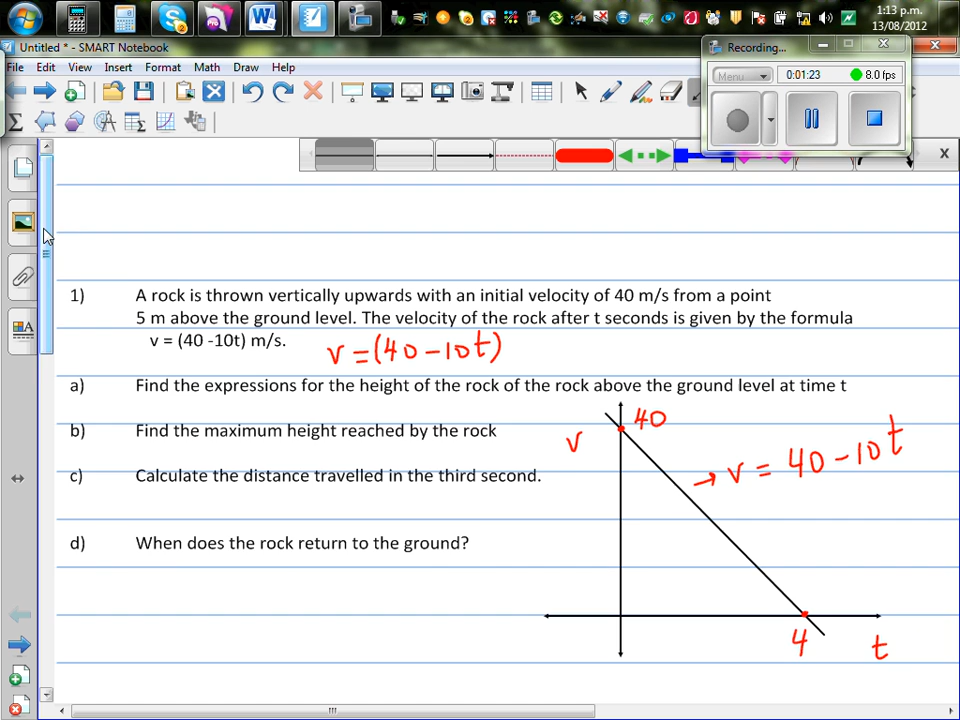 1:13 p.m.
13/08/2012
Untitled * - SMART Notebook
File Edit View Insert Format Math Draw Help
Recording...
0:01:23 8.0 fps
Menu
1) A rock is thrown vertically upwards with an initial velocity of 40 m/s from a point
5 m above the ground level. The velocity of the rock after t seconds is given by the formula
v = (40 -10t) m/s.
v = (40 - 10t)
a) Find the expressions for the height of the rock of the rock above the ground level at time t
40
b) Find the maximum height reached by the rock
v
→ v = 40 - 10t
c) Calculate the distance travelled in the third second.
d) When does the rock return to the ground?
4
t